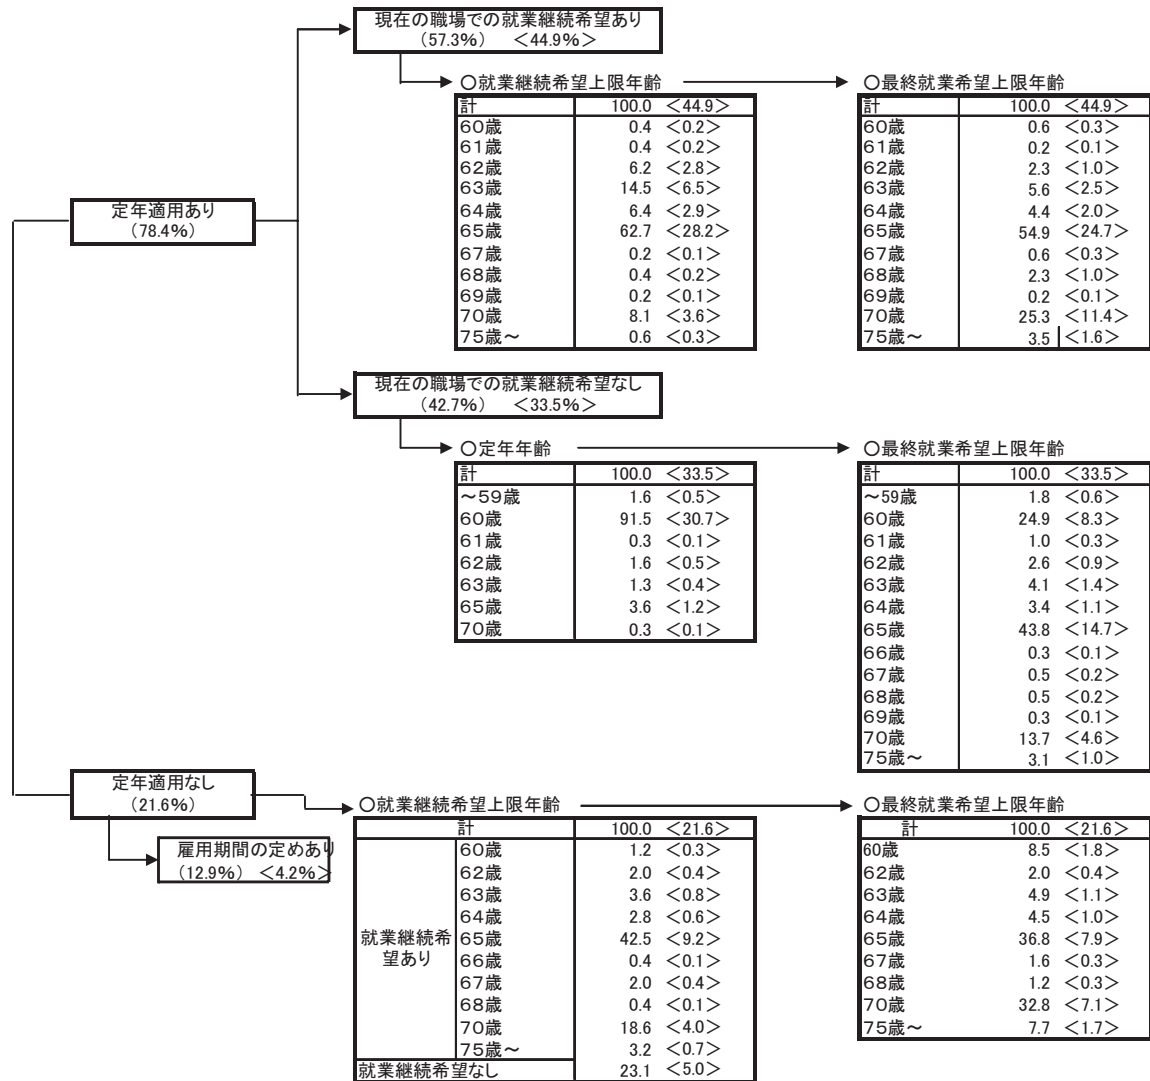 現在の職場での就業継続希望あり
(57.3%) <44.9%>
〇就業継続希望上限年齢
計 100.0 <44.9>
60歳 0.4 <0.2>
61歳 0.4 <0.2>
62歳 6.2 <2.8>
63歳 14.5 <6.5>
64歳 6.4 <2.9>
65歳 62.7 <28.2>
67歳 0.2 <0.1>
68歳 0.4 <0.2>
69歳 0.2 <0.1>
70歳 8.1 <3.6>
75歳～ 0.6 <0.3>
〇最終就業希望上限年齢
計 100.0 <44.9>
60歳 0.6 <0.3>
61歳 0.2 <0.1>
62歳 2.3 <1.0>
63歳 5.6 <2.5>
64歳 4.4 <2.0>
65歳 54.9 <24.7>
67歳 0.6 <0.3>
68歳 2.3 <1.0>
69歳 0.2 <0.1>
70歳 25.3 <11.4>
75歳～ 3.5 <1.6>
定年適用あり
(78.4%)
現在の職場での就業継続希望なし
(42.7%) <33.5%>
〇定年年齢
計 100.0 <33.5>
～59歳 1.6 <0.5>
60歳 91.5 <30.7>
61歳 0.3 <0.1>
62歳 1.6 <0.5>
63歳 1.3 <0.4>
65歳 3.6 <1.2>
70歳 0.3 <0.1>
〇最終就業希望上限年齢
計 100.0 <33.5>
～59歳 1.8 <0.6>
60歳 24.9 <8.3>
61歳 1.0 <0.3>
62歳 2.6 <0.9>
63歳 4.1 <1.4>
64歳 3.4 <1.1>
65歳 43.8 <14.7>
66歳 0.3 <0.1>
67歳 0.5 <0.2>
68歳 0.5 <0.2>
69歳 0.3 <0.1>
70歳 13.7 <4.6>
75歳～ 3.1 <1.0>
定年適用なし
(21.6%)
雇用期間の定めあり
(12.9%) <4.2%>
〇就業継続希望上限年齢
計 100.0 <21.6>
就業継続希
望あり
60歳 1.2 <0.3>
62歳 2.0 <0.4>
63歳 3.6 <0.8>
64歳 2.8 <0.6>
65歳 42.5 <9.2>
66歳 0.4 <0.1>
67歳 2.0 <0.4>
68歳 0.4 <0.1>
70歳 18.6 <4.0>
75歳～ 3.2 <0.7>
就業継続希望なし 23.1 <5.0>
〇最終就業希望上限年齢
計 100.0 <21.6>
60歳 8.5 <1.8>
62歳 2.0 <0.4>
63歳 4.9 <1.1>
64歳 4.5 <1.0>
65歳 36.8 <7.9>
67歳 1.6 <0.3>
68歳 1.2 <0.3>
70歳 32.8 <7.1>
75歳～ 7.7 <1.7>